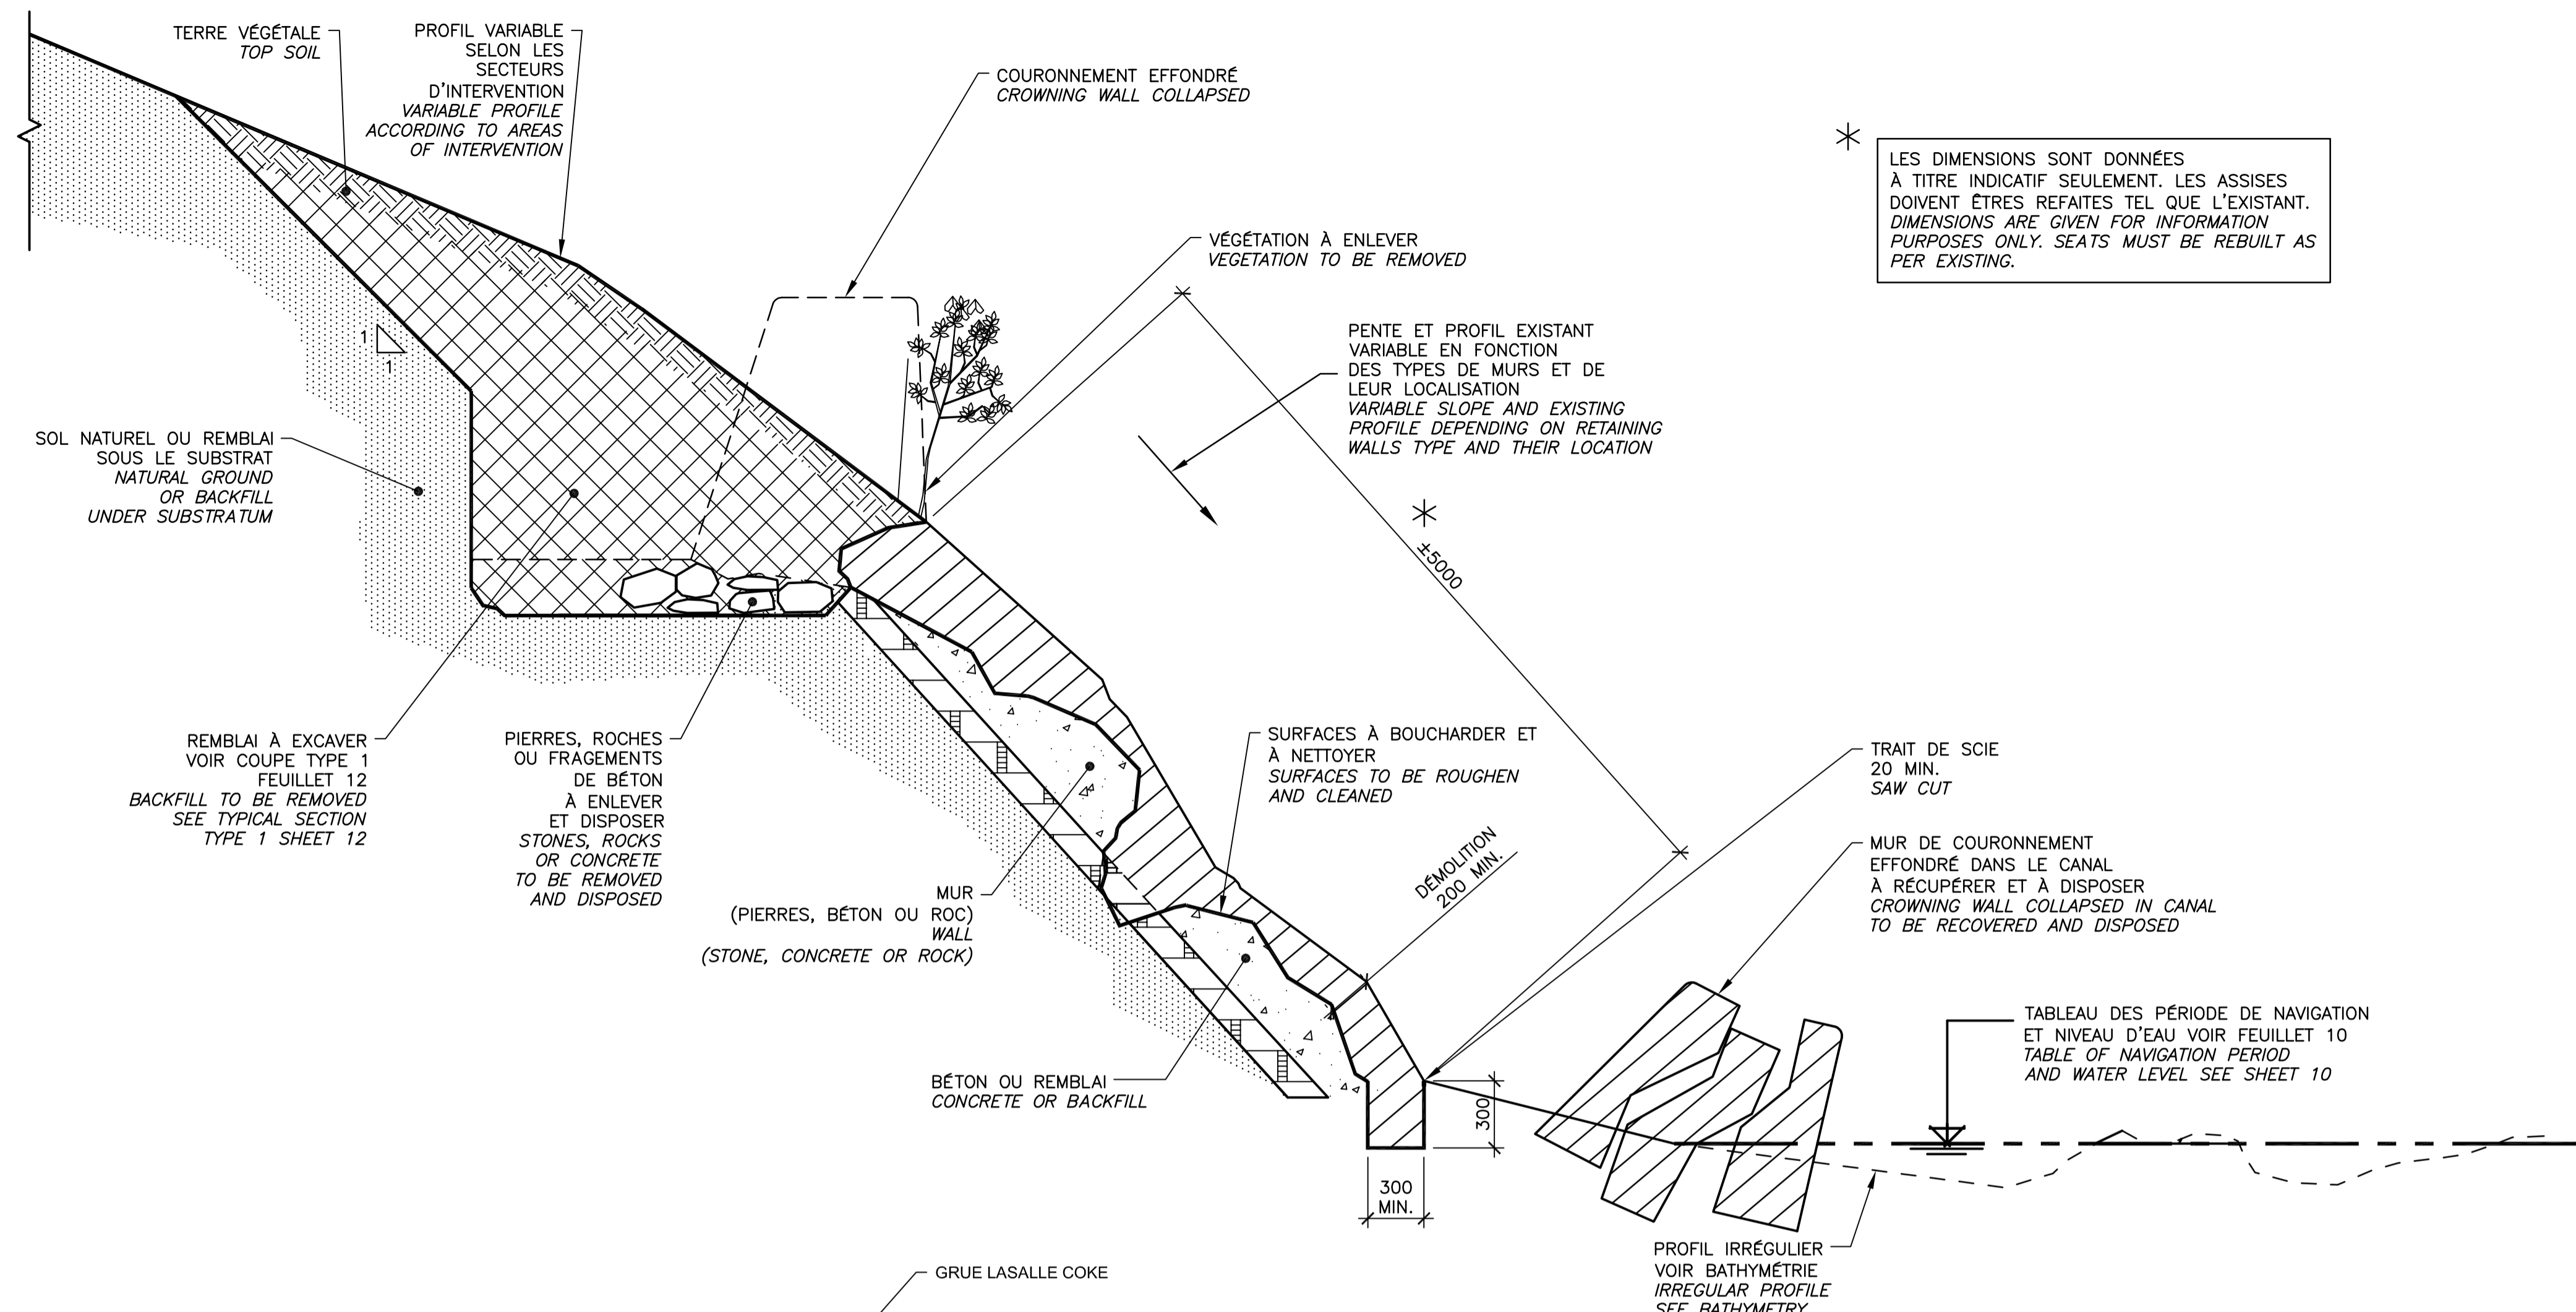 TERRE VÉGÉTALE
TOP SOIL
PROFIL VARIABLE
SELON LES
SECTEURS
D'INTERVENTION
VARIABLE PROFILE
ACCORDING TO AREAS
OF INTERVENTION
COURONNEMENT EFFONDRÉ
CROWNING WALL COLLAPSED
LES DIMENSIONS SONT DONNÉES
À TITRE INDICATIF SEULEMENT. LES ASSISES
DOIVENT ÊTRES REFAITES TEL QUE L'EXISTANT.
DIMENSIONS ARE GIVEN FOR INFORMATION
PURPOSES ONLY. SEATS MUST BE REBUILT AS
PER EXISTING.
VÉGÉTATION À ENLEVER
VEGETATION TO BE REMOVED
PENTE ET PROFIL EXISTANT
VARIABLE EN FONCTION
DES TYPES DE MURS ET DE
LEUR LOCALISATION
VARIABLE SLOPE AND EXISTING
PROFILE DEPENDING ON RETAINING
WALLS TYPE AND THEIR LOCATION
1
1
SOL NATUREL OU REMBLAI
SOUS LE SUBSTRAT
NATURAL GROUND
OR BACKFILL
UNDER SUBSTRATUM
±5000
REMBLAI À EXCAVER
VOIR COUPE TYPE 1
FEUILLET 12
BACKFILL TO BE REMOVED
SEE TYPICAL SECTION
TYPE 1 SHEET 12
PIERRES, ROCHES
OU FRAGEMENTS
DE BÉTON
À ENLEVER
ET DISPOSER
STONES, ROCKS
OR CONCRETE
TO BE REMOVED
AND DISPOSED
MUR
(PIERRES, BÉTON OU ROC)
WALL
(STONE, CONCRETE OR ROCK)
SURFACES À BOUCHARDER ET
À NETTOYER
SURFACES TO BE ROUGHEN
AND CLEANED
DÉMOLITION
200 MIN.
TRAIT DE SCIE
20 MIN.
SAW CUT
MUR DE COURONNEMENT
EFFONDRÉ DANS LE CANAL
À RÉCUPÉRER ET À DISPOSER
CROWNING WALL COLLAPSED IN CANAL
TO BE RECOVERED AND DISPOSED
TABLEAU DES PÉRIODE DE NAVIGATION
ET NIVEAU D'EAU VOIR FEUILLET 10
TABLE OF NAVIGATION PERIOD
AND WATER LEVEL SEE SHEET 10
BÉTON OU REMBLAI
CONCRETE OR BACKFILL
300
300
MIN.
PROFIL IRRÉGULIER
VOIR BATHYMÉTRIE
IRREGULAR PROFILE
SEE BATHYMETRY
GRUE LASALLE COKE